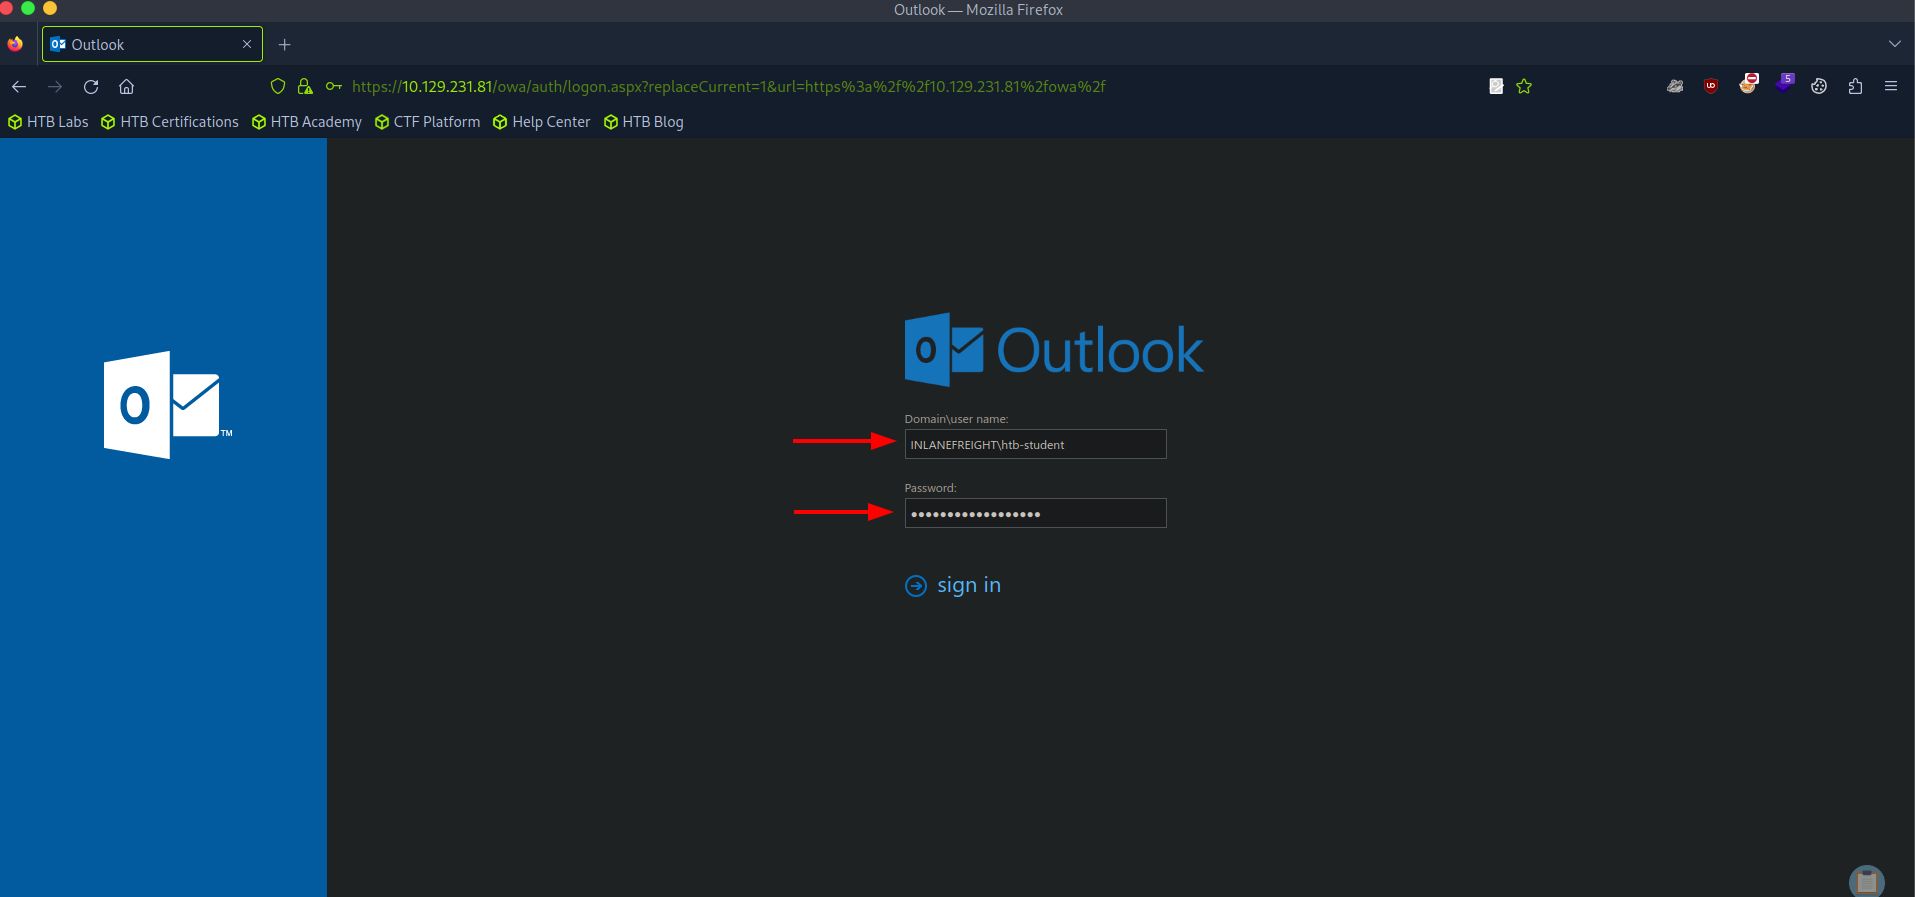 Outlook — Mozilla Firefox
Outlook
https://10.129.231.81/owa/auth/logon.aspx?replaceCurrent=1&url=https%3a%2f%2f10.129.231.81%2fowa%2f
5
HTB Labs HTB Certifications HTB Academy CTF Platform Help Center HTB Blog
Outlook
Domain\user name:
INLANEFREIGHT\htb-student
Password:
••••••••••••••••••
sign in
O
TM